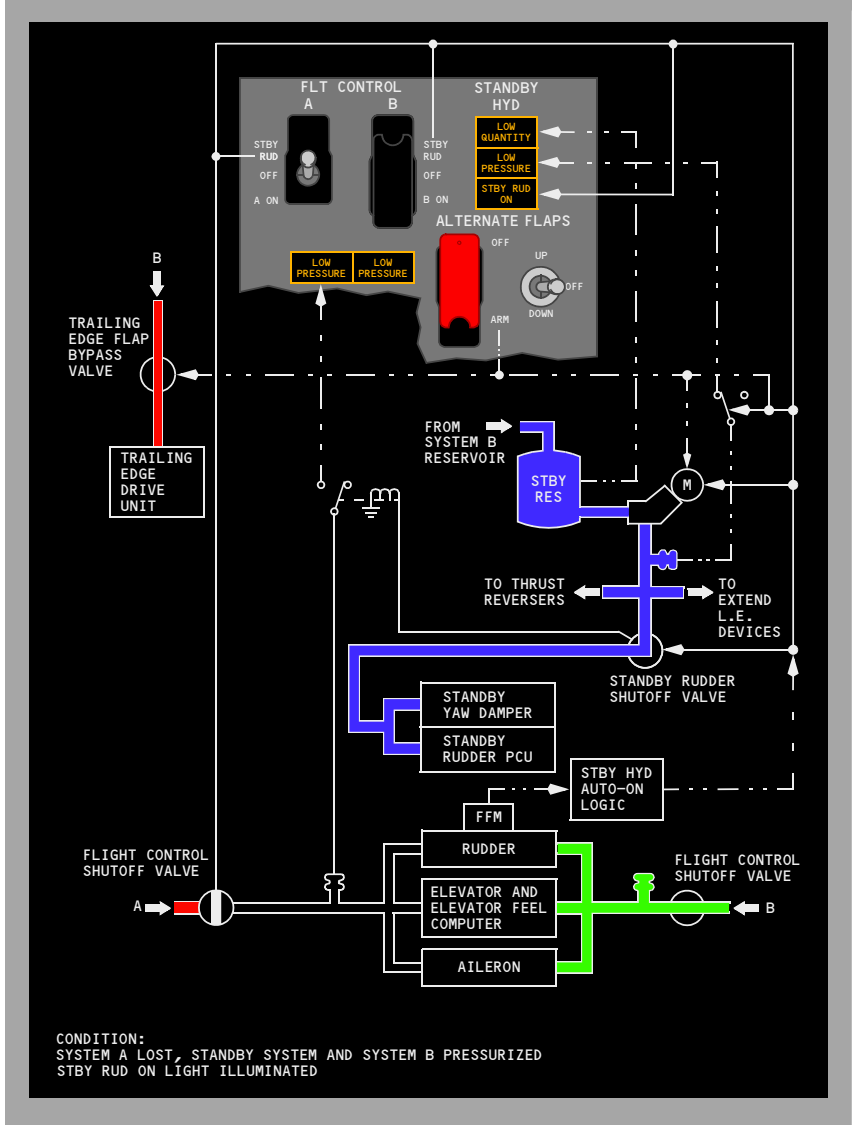 FLT CONTROL
A
B
STANDBY
HYD
STBY
RUD
OFF
A ON
STBY
RUD
OFF
B ON
LOW
QUANTITY
LOW
PRESSURE
STBY RUD
ON
ALTERNATE FLAPS
OFF
UP
OFF
DOWN
ARM
LOW
PRESSURE
LOW
PRESSURE
B
TRAILING
EDGE FLAP
BYPASS
VALVE
TRAILING
EDGE
DRIVE
UNIT
FROM
SYSTEM B
RESERVOIR
STBY
RES
M
TO THRUST
REVERSERS
TO
EXTEND
L.E.
DEVICES
STANDBY RUDDER
SHUTOFF VALVE
STANDBY
YAW DAMPER
STANDBY
RUDDER PCU
STBY HYD
AUTO-ON
LOGIC
FFM
RUDDER
FLIGHT CONTROL
SHUTOFF VALVE
A
ELEVATOR AND
ELEVATOR FEEL
COMPUTER
FLIGHT CONTROL
SHUTOFF VALVE
B
AILERON
CONDITION:
SYSTEM A LOST, STANDBY SYSTEM AND SYSTEM B PRESSURIZED
STBY RUD ON LIGHT ILLUMINATED